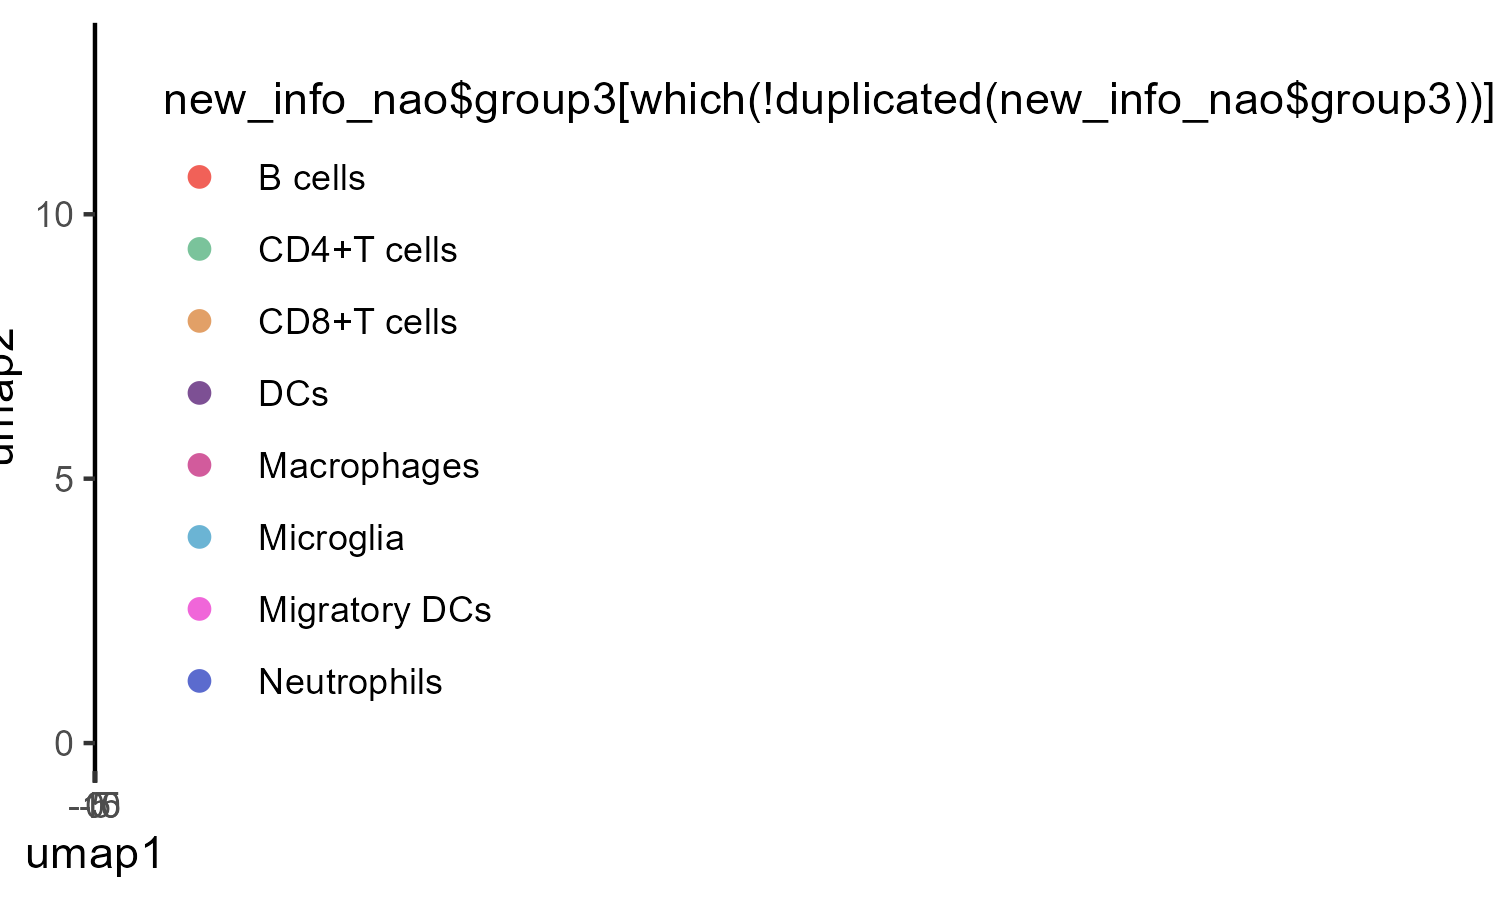 new_info_nao$group3[which(!duplicated(new_info_nao$group3))]
B cells
CD4+T cells
CD8+T cells
DCs
Macrophages
Microglia
Migratory DCs
Neutrophils
10
5
0
umap2
umap1